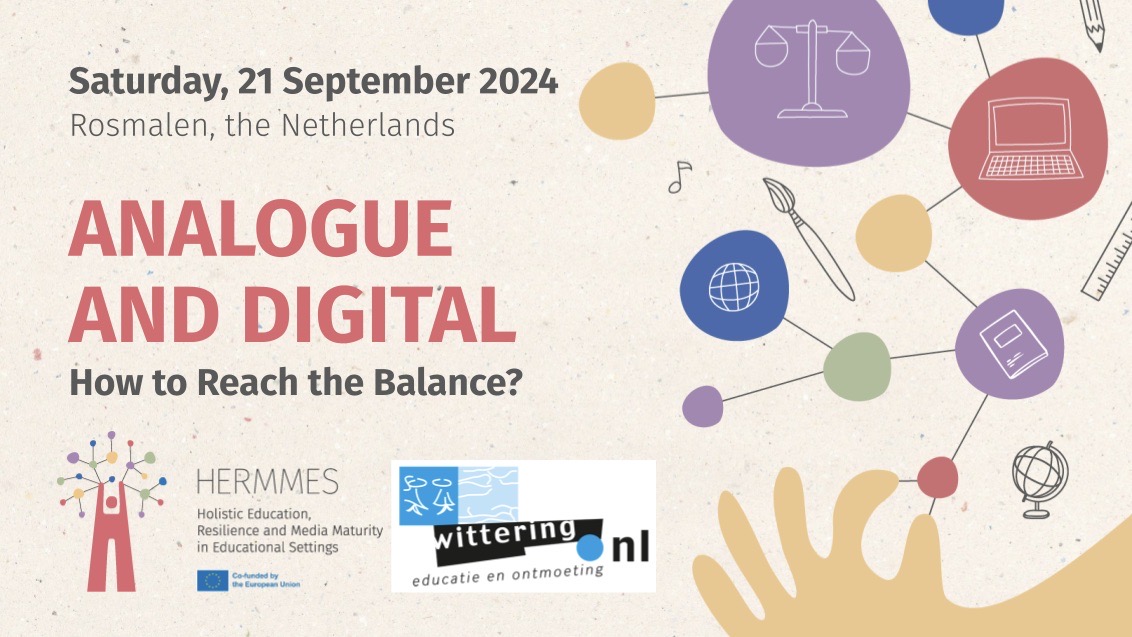 Saturday, 21 September 2024
Rosmalen, the Netherlands
ANALOGUE
AND DIGITAL
How to Reach the Balance?
HERMMES
Holistic Education,
Resilience and Media Maturity
in Educational Settings
Co-funded by
the European Union
wittering.nl
educatie en ontmoeting